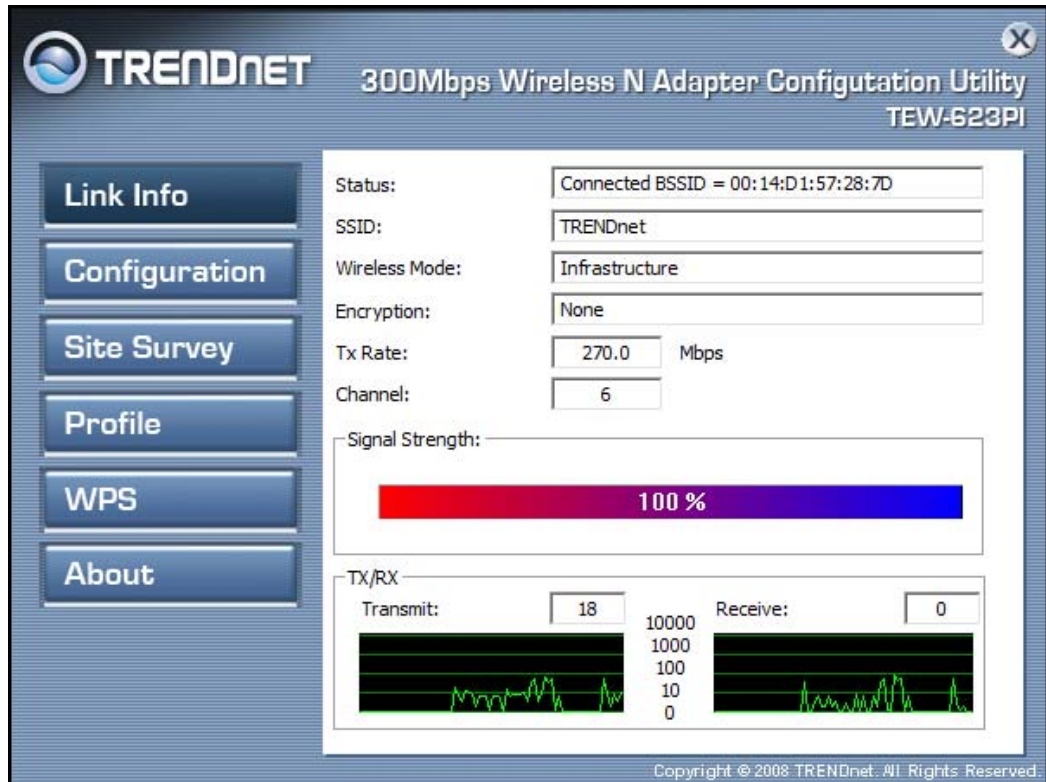 TRENDnet
300Mbps Wireless N Adapter Configutation Utility
TEW-623PI
Link Info
Configuration
Site Survey
Profile
WPS
About
Status: Connected BSSID = 00:14:D1:57:28:7D
SSID: TRENDnet
Wireless Mode: Infrastructure
Encryption: None
Tx Rate: 270.0 Mbps
Channel: 6
Signal Strength:
100 %
TX/RX
Transmit: 18
Receive: 0
10000
1000
100
10
0
Copyright © 2008 TRENDnet. All Rights Reserved.